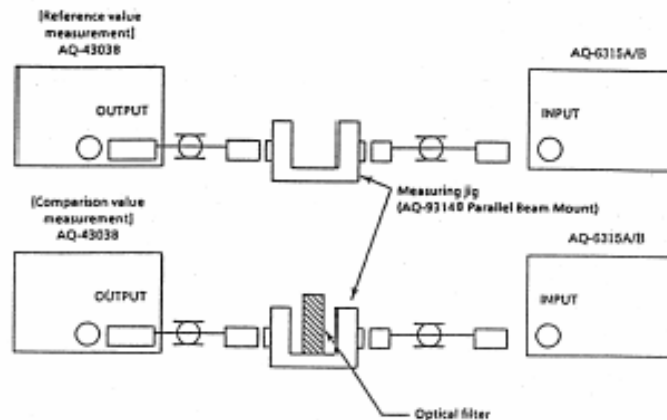 [Reference value
measurement]
AQ-4303B
OUTPUT
AQ-6315A/B
INPUT
Measuring jig
(AQ-9314B Parallel Beam Mount)
[Comparison value
measurement]
AQ-4303B
OUTPUT
AQ-6315A/B
INPUT
Optical filter